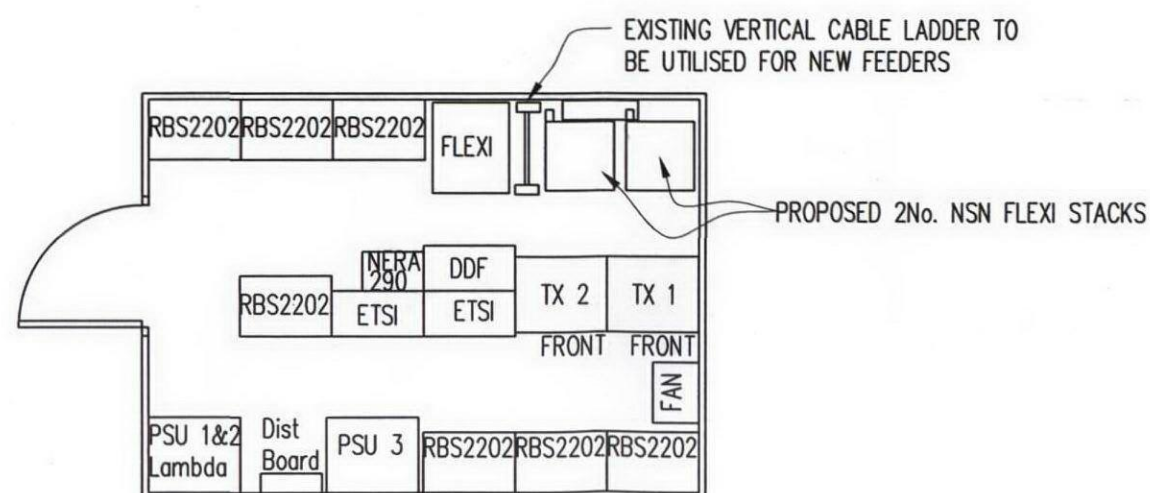 EXISTING VERTICAL CABLE LADDER TO
BE UTILISED FOR NEW FEEDERS
RBS2202 RBS2202 RBS2202
FLEXI
PROPOSED 2No. NSN FLEXI STACKS
NERA
290
DDF
RBS2202
ETSI
ETSI
TX 2
TX 1
FRONT
FRONT
FAN
PSU 1&2
Lambda
Dist
Board
PSU 3
RBS2202 RBS2202 RBS2202